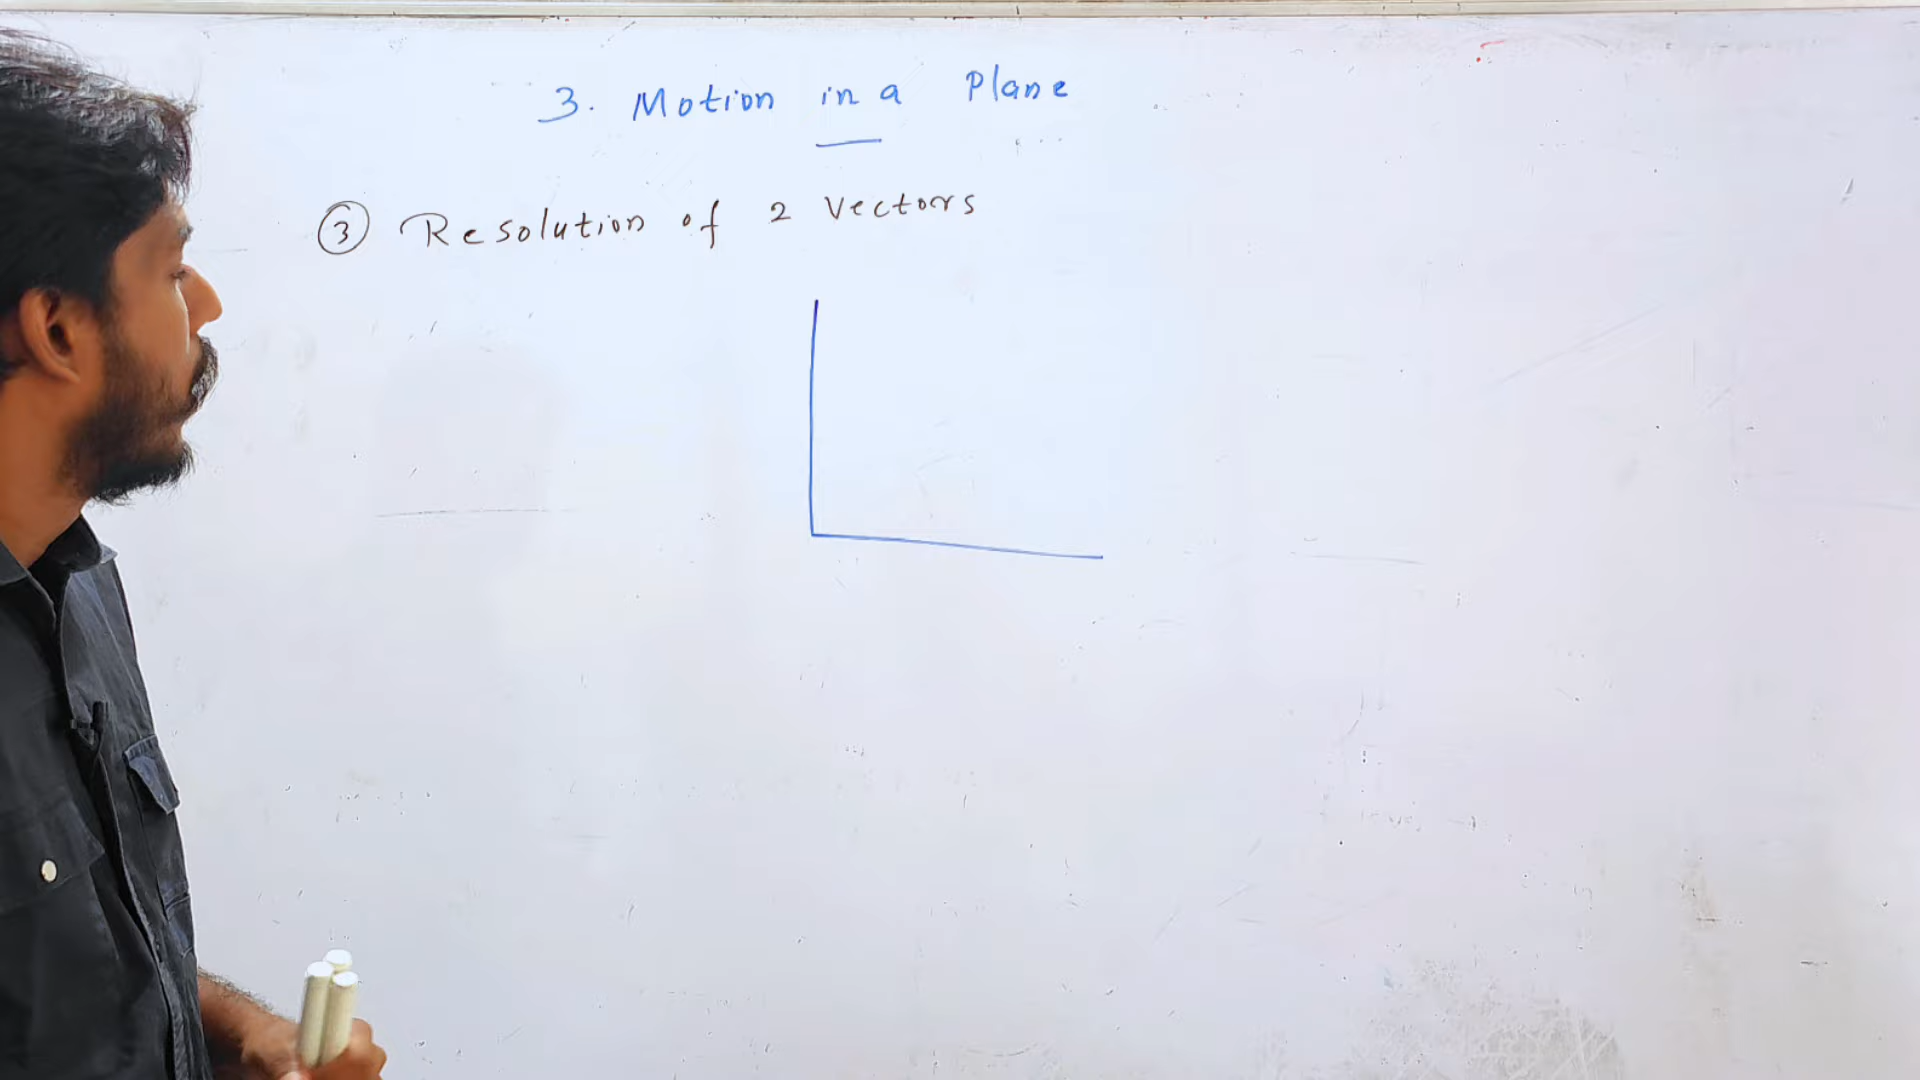 3. Motion in a Plane
③ Resolution of 2 Vectors